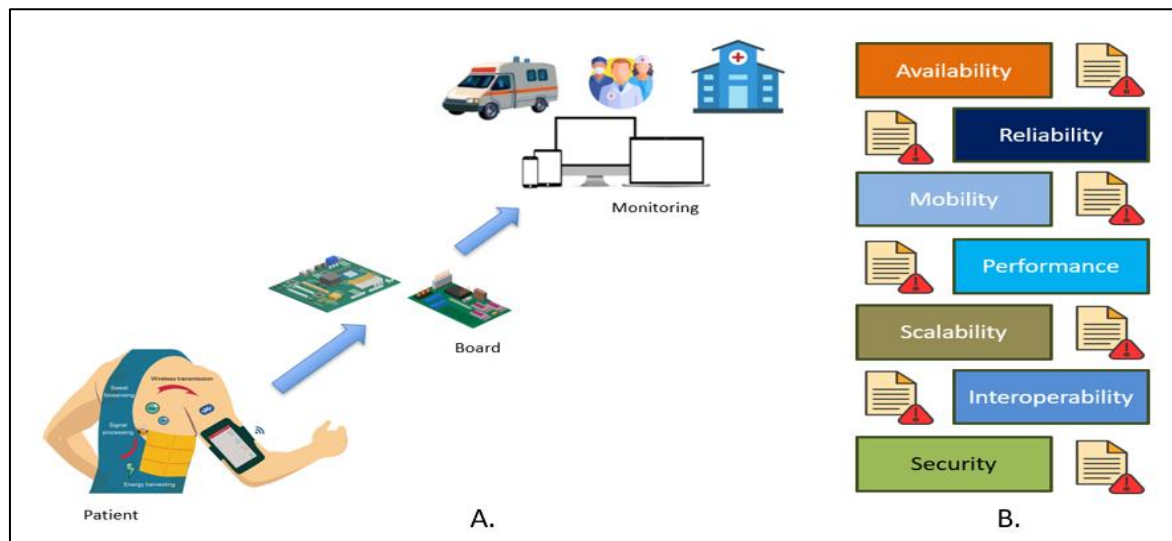 Availability
Reliability
Mobility
Monitoring
Performance
Scalability
Board
Wireless transmission
Sweat
biosensing
Signal
processing
Interoperability
Energy harvesting
Security
Patient
A.
B.